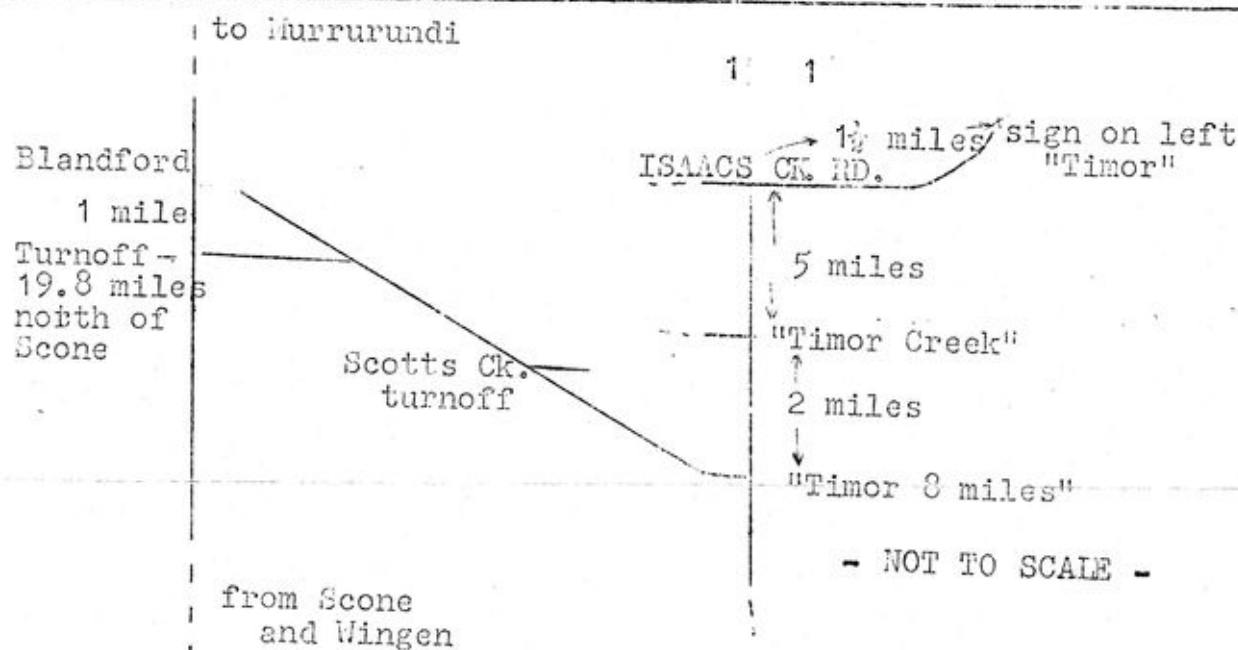 to Murrurundi
1 1
1½ miles sign on left
Blandford
ISAACS CK. RD.
"Timor"
1 mile
Turnoff -
19.8 miles
north of
Scone
5 miles
"Timor Creek"
Scotts Ck.
turnoff
2 miles
"Timor 8 miles"
- NOT TO SCALE -
from Scone
and Wingen